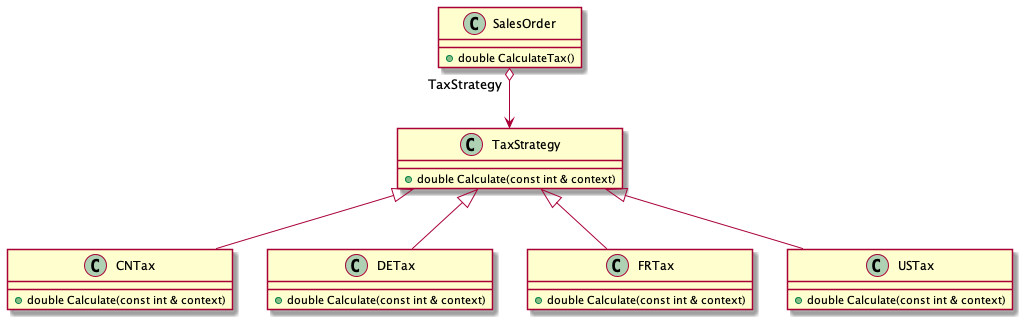 C SalesOrder
double CalculateTax()
TaxStrategy
C TaxStrategy
double Calculate(const int & context)
C CNTax
double Calculate(const int & context)
C DETax
double Calculate(const int & context)
C FRTax
double Calculate(const int & context)
C USTax
double Calculate(const int & context)